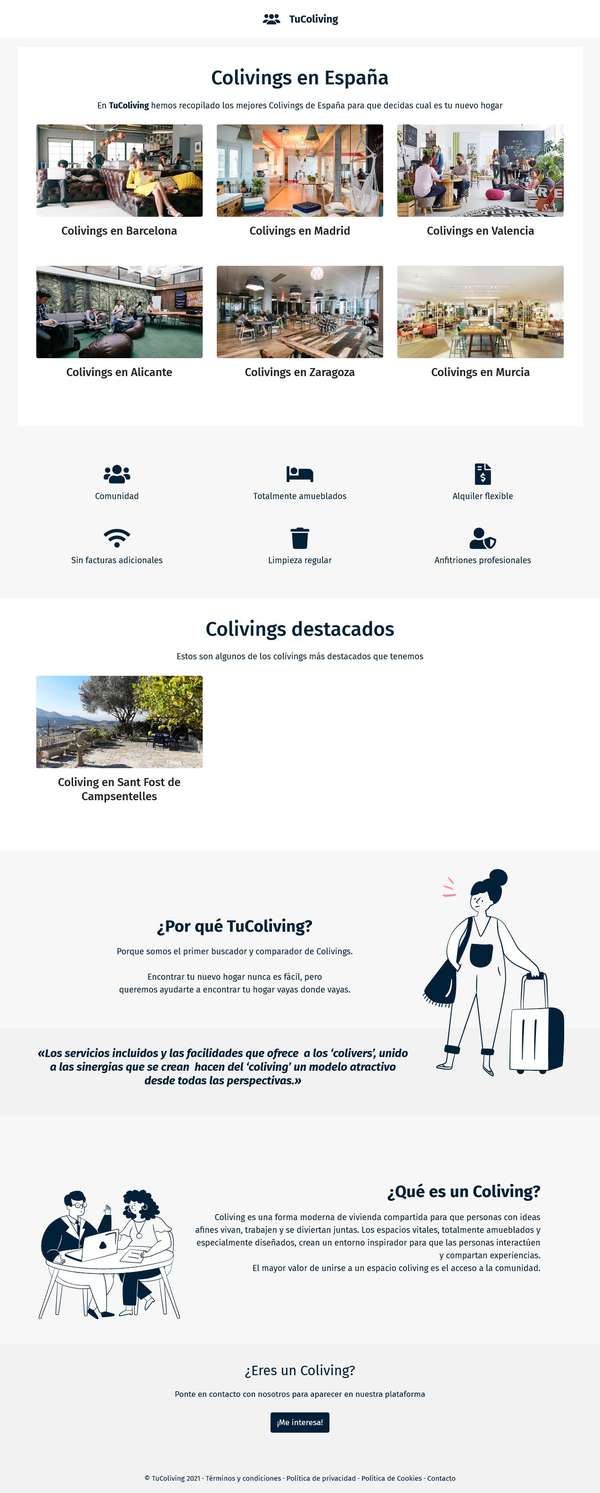 TuColiving
Colivings en España
En TuColiving hemos recopilado los mejores Colivings de España para que decidas cual es tu nuevo hogar
Colivings en Barcelona
Colivings en Madrid
Colivings en Valencia
Colivings en Alicante
Colivings en Zaragoza
Colivings en Murcia
Comunidad
Totalmente amueblados
Alquiler flexible
Sin facturas adicionales
Limpieza regular
Anfitriones profesionales
Colivings destacados
Estos son algunos de los colivings más destacados que tenemos
Coliving en Sant Fost de
Campsentelles
¿Por qué TuColiving?
Porque somos el primer buscador y comparador de Colivings.
Encontrar tu nuevo hogar nunca es fácil, pero
queremos ayudarte a encontrar tu hogar vayas donde vayas.
«Los servicios incluidos y las facilidades que ofrece a los ‘colivers’, unido
a las sinergias que se crean hacen del ‘coliving’ un modelo atractivo
desde todas las perspectivas.»
¿Qué es un Coliving?
Coliving es una forma moderna de vivienda compartida para que personas con ideas
afines vivan, trabajen y se diviertan juntas. Los espacios vitales, totalmente amueblados y
especialmente diseñados, crean un entorno inspirador para que las personas interactúen
y compartan experiencias.
El mayor valor de unirse a un espacio coliving es el acceso a la comunidad.
¿Eres un Coliving?
Ponte en contacto con nosotros para aparecer en nuestra plataforma
¡Me interesa!
© TuColiving 2021 · Términos y condiciones · Política de privacidad · Política de Cookies · Contacto